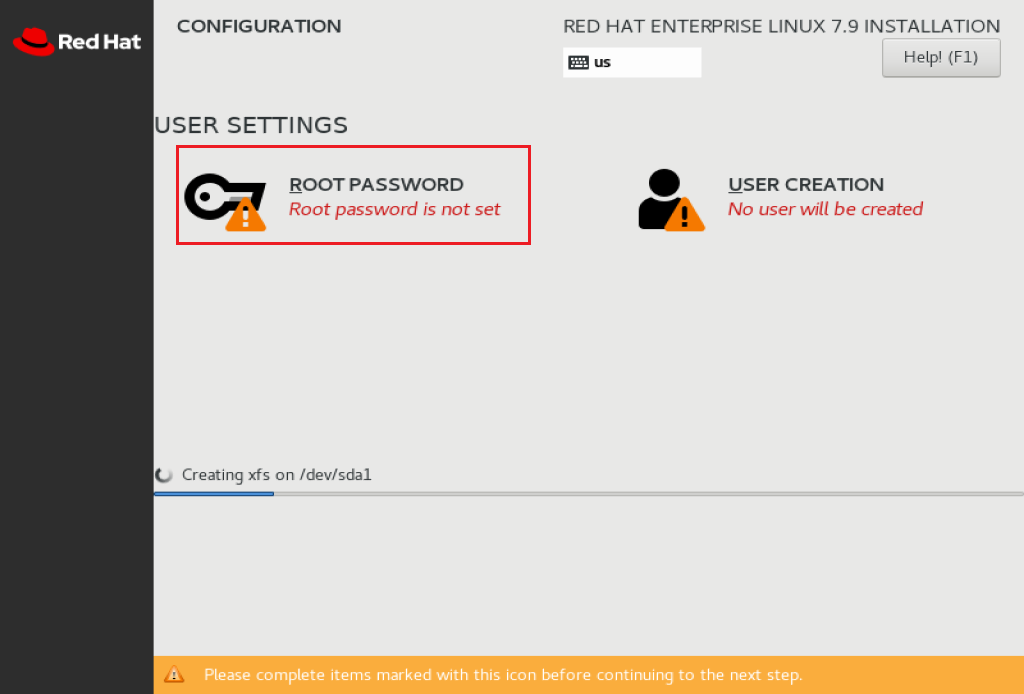 Red Hat
CONFIGURATION
RED HAT ENTERPRISE LINUX 7.9 INSTALLATION
us
Help! (F1)
USER SETTINGS
ROOT PASSWORD
Root password is not set
USER CREATION
No user will be created
Creating xfs on /dev/sda1
Please complete items marked with this icon before continuing to the next step.